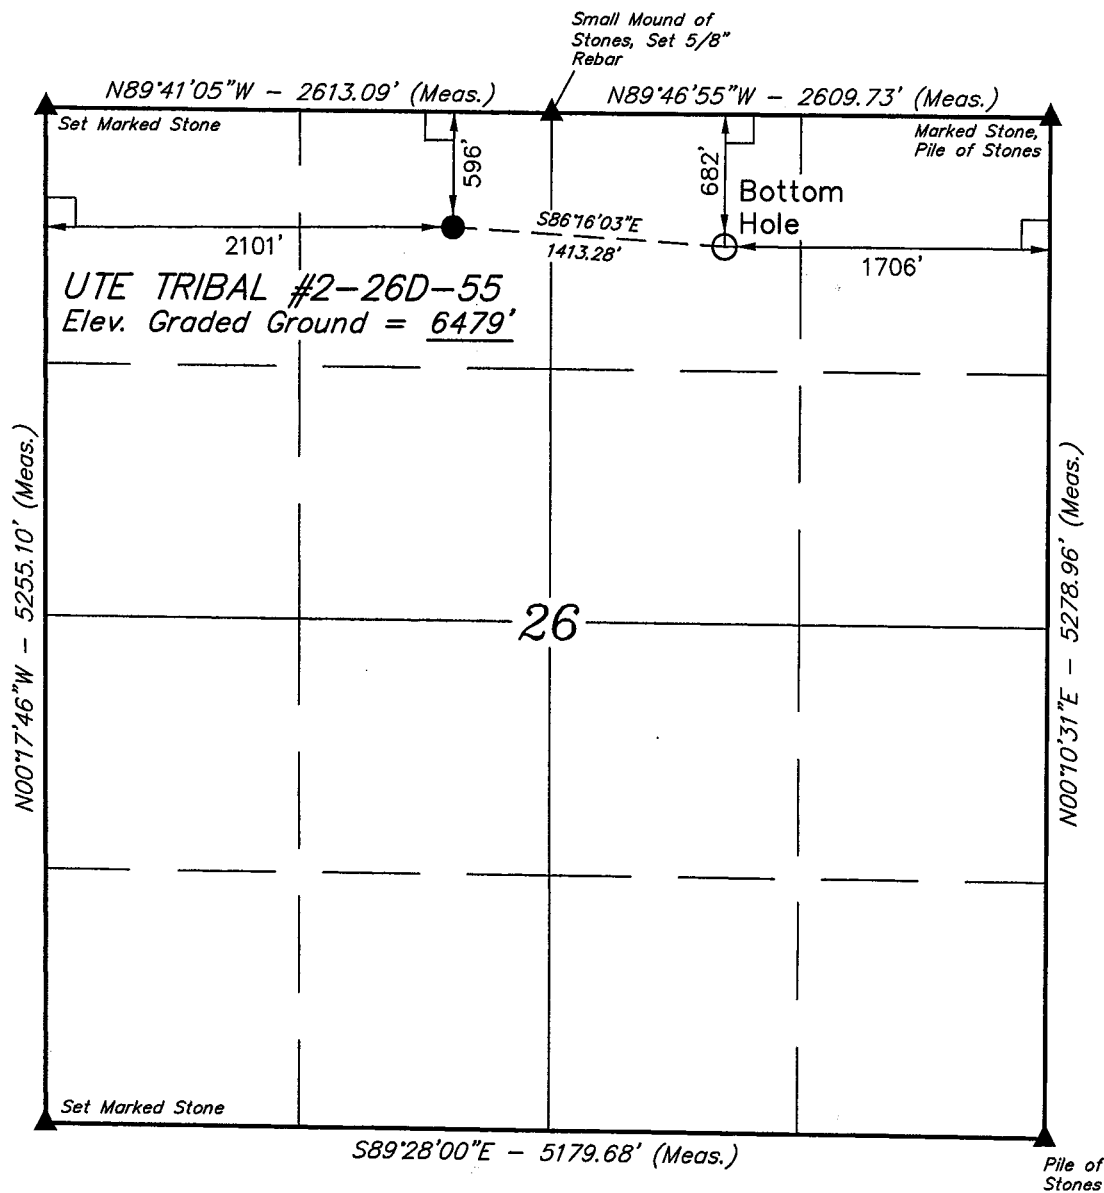 Small Mound of
Stones, Set 5/8"
Rebar
N89°41'05"W - 2613.09' (Meas.)
N89°46'55"W - 2609.73' (Meas.)
Set Marked Stone
Marked Stone,
Pile of Stones
596'
682'
Bottom
Hole
S86°16'03"E
1413.28'
2101'
1706'
UTE TRIBAL #2-26D-55
Elev. Graded Ground = 6479'
N00°17'46"W - 5255.10' (Meas.)
26
N00°10'31"E - 5278.96' (Meas.)
Set Marked Stone
S89°28'00"E - 5179.68' (Meas.)
Pile of
Stones